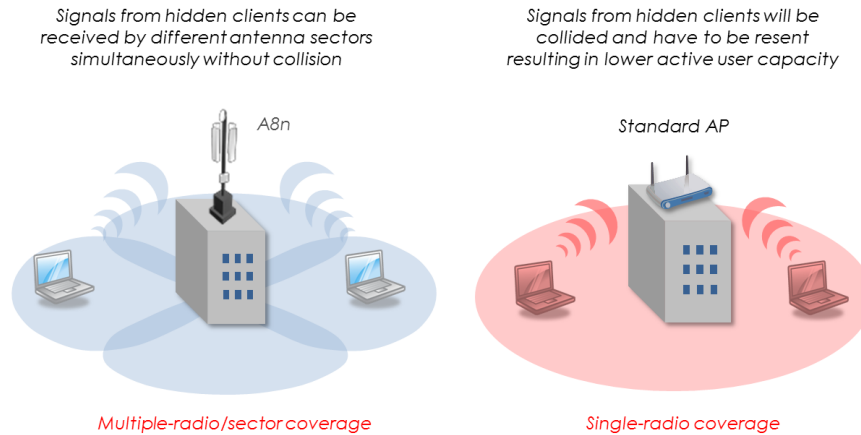 Signals from hidden clients can be
received by different antenna sectors
simultaneously without collision
Signals from hidden clients will be
collided and have to be resent
resulting in lower active user capacity
A8n
Standard AP
Multiple-radio/sector coverage
Single-radio coverage